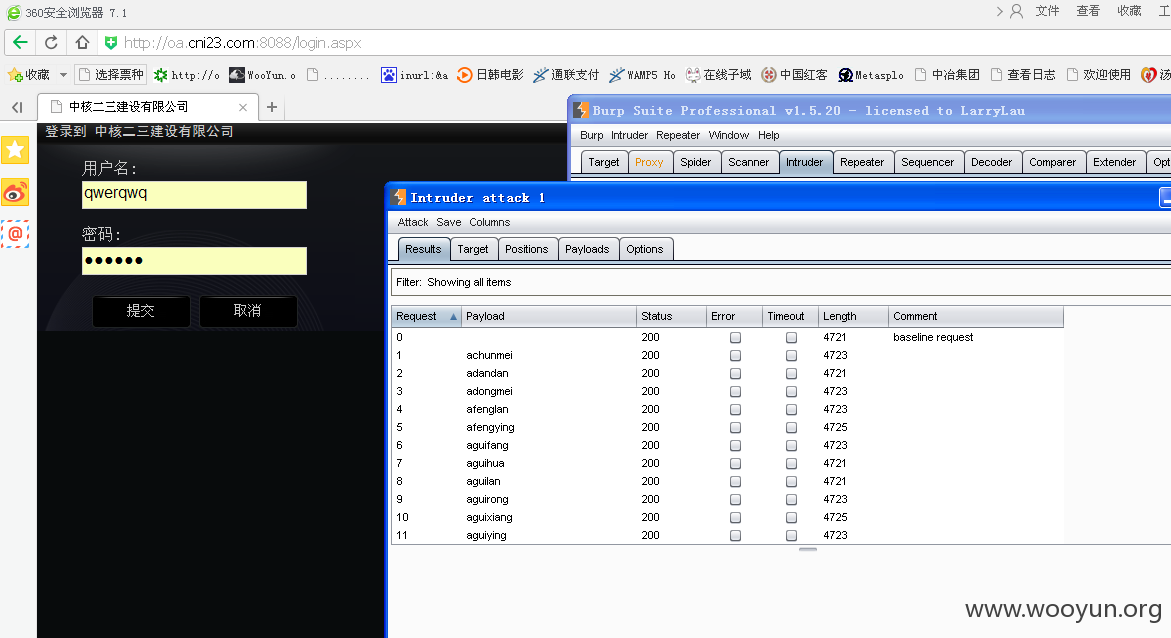 360安全浏览器 7.1
文件 查看 收藏
http://oa.cni23.com:8088/login.aspx
收藏 选择票种 http://o WooYun.o ........ inurl:&a 日韩电影 通联支付 WAMP5 Ho 在线子域 中国红客 Metasplo 中冶集团 查看日志 欢迎使用
中核二三建设有限公司
登录到 中核二三建设有限公司
用户名:
qwerqwq
密码:
●●●●●●
提交 取消
Burp Suite Professional v1.5.20 - licensed to LarryLau
Burp Intruder Repeater Window Help
Target Proxy Spider Scanner Intruder Repeater Sequencer Decoder Comparer Extender Opt
Intruder attack 1
Attack Save Columns
Results Target Positions Payloads Options
Filter: Showing all items
Request Payload Status Error Timeout Length Comment
0 200 4721 baseline request
1 achunmei 200 4723
2 adandan 200 4721
3 adongmei 200 4723
4 afenglan 200 4723
5 afengying 200 4725
6 aguifang 200 4723
7 aguihua 200 4721
8 aguilan 200 4721
9 aguirong 200 4723
10 aguixiang 200 4725
11 aguiying 200 4723
www.wooyun.org